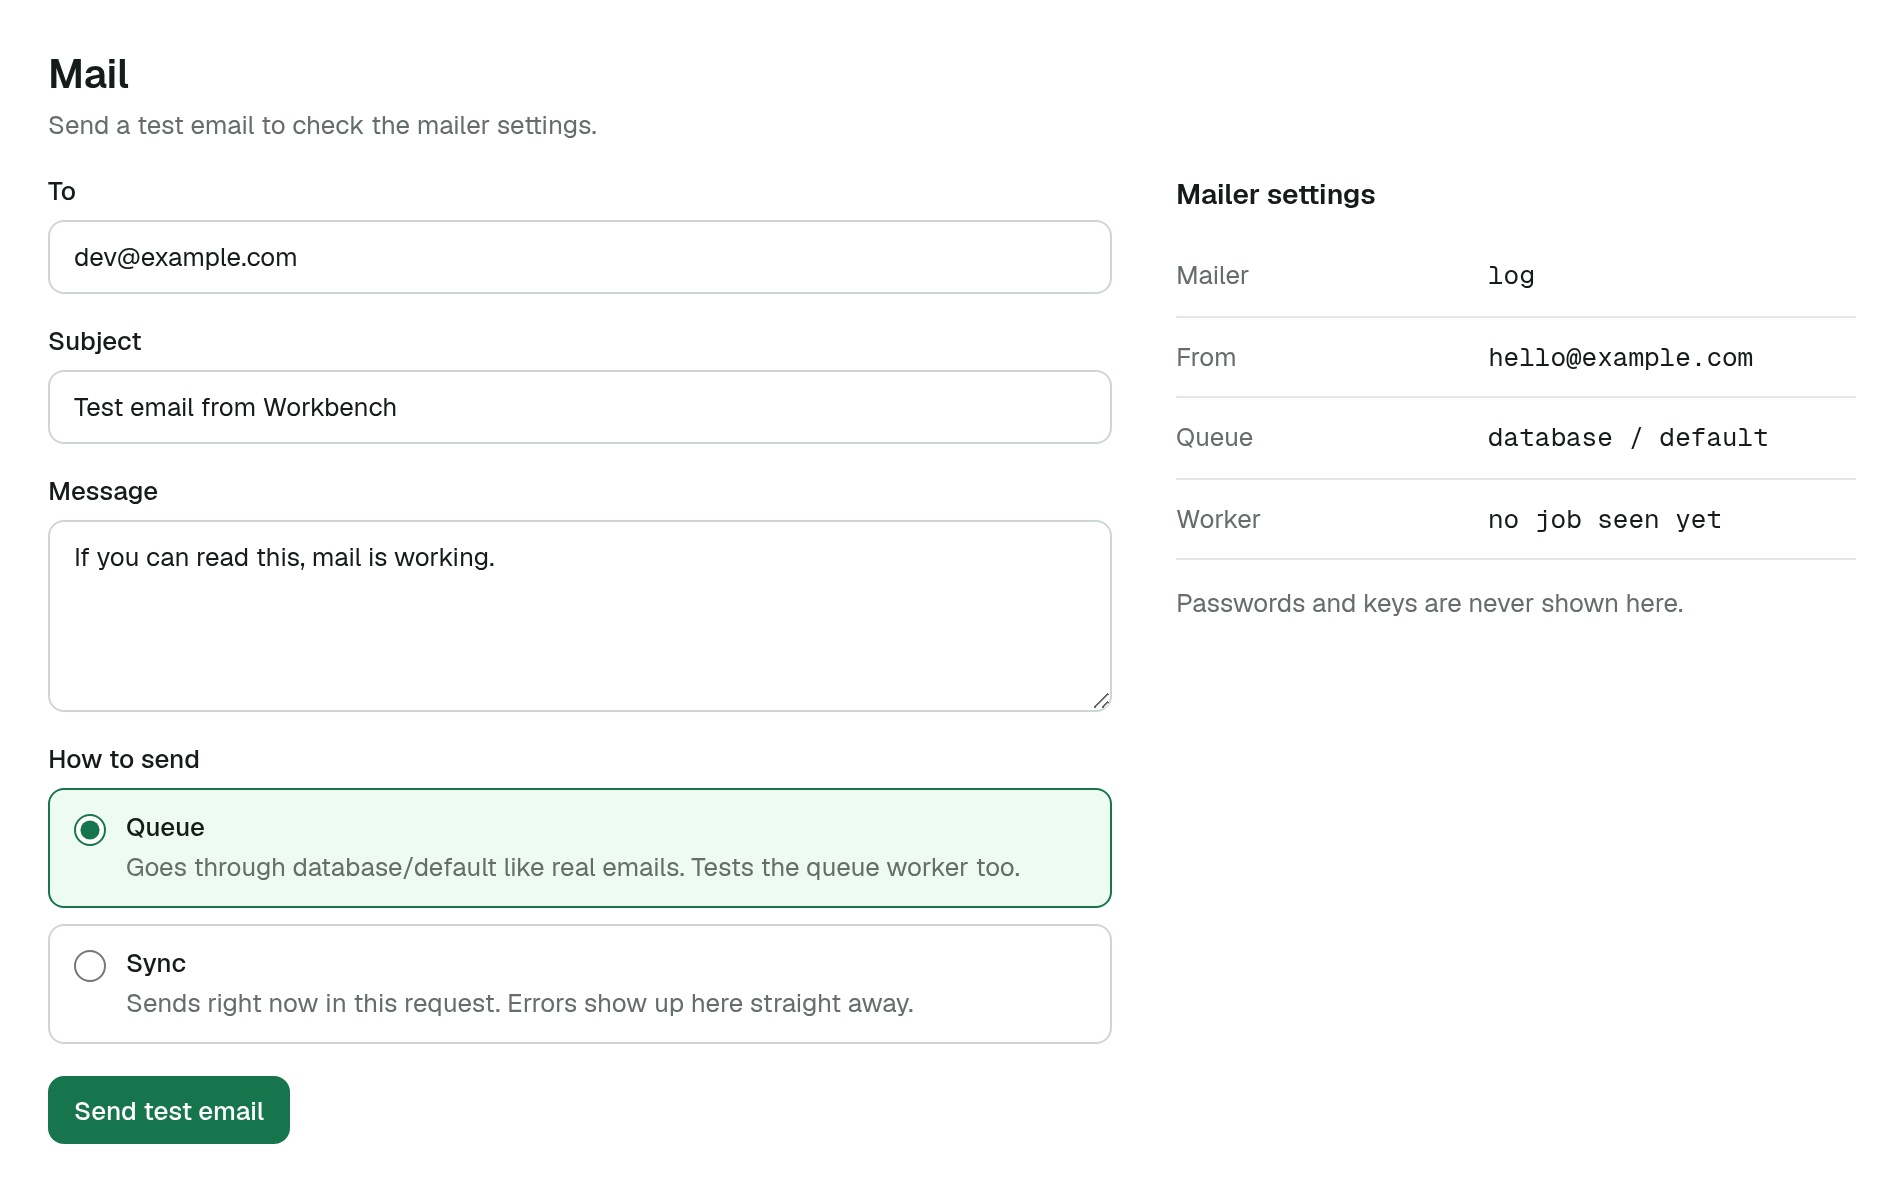 Mail
Send a test email to check the mailer settings.
To
dev@example.com
Subject
Test email from Workbench
Message
If you can read this, mail is working.
How to send
Queue
Goes through database/default like real emails. Tests the queue worker too.
Sync
Sends right now in this request. Errors show up here straight away.
Send test email
Mailer settings
Mailer log
From hello@example.com
Queue database / default
Worker no job seen yet
Passwords and keys are never shown here.